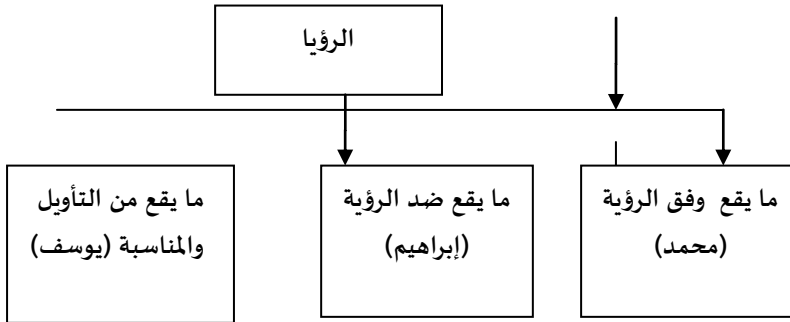 الرؤيا
ما يقع وفق الرؤية
(محمد)
ما يقع ضد الرؤية
(إبراهيم)
ما يقع من التأويل
والمناسبة (يوسف)